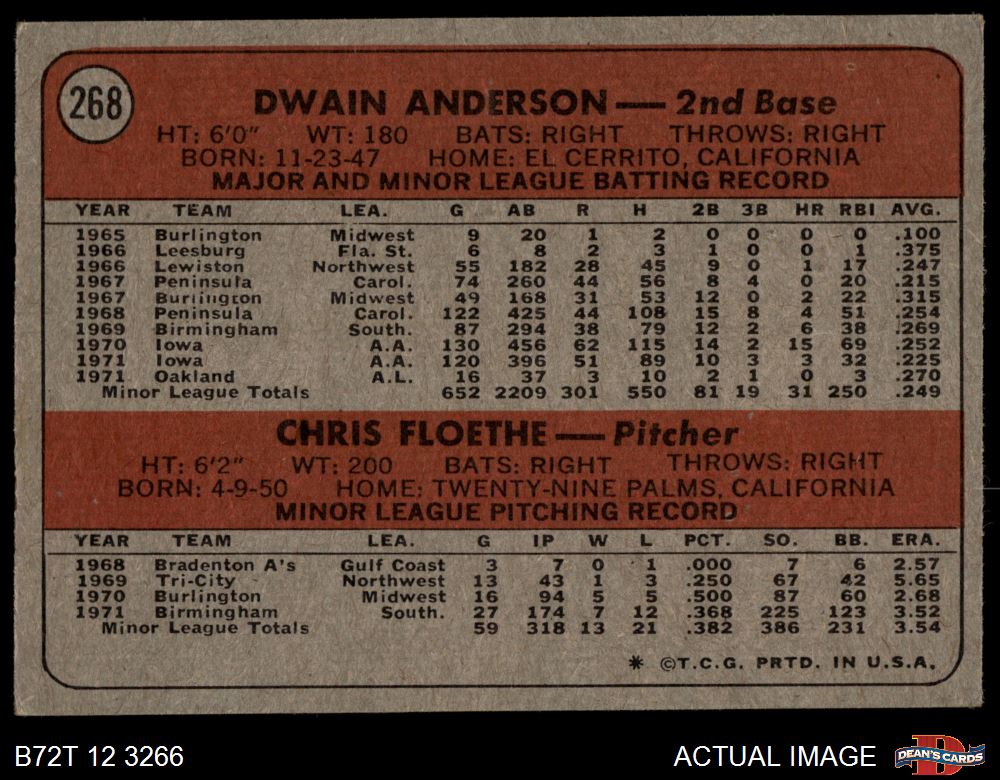 268
DWAIN ANDERSON — 2nd Base
HT: 6'0" WT: 180 BATS: RIGHT THROWS: RIGHT
BORN: 11-23-47 HOME: EL CERRITO, CALIFORNIA
MAJOR AND MINOR LEAGUE BATTING RECORD
YEAR TEAM LEA. G AB R H 2B 3B HR RBI AVG.
1965 Burlington Midwest 9 20 1 2 0 0 0 0 .100
1966 Leesburg Fla. St. 6 8 2 3 1 0 0 1 .375
1966 Lewiston Northwest 55 182 28 45 9 0 1 17 .247
1967 Peninsula Carol. 74 260 44 56 8 4 0 20 .215
1967 Burlington Midwest 49 168 31 53 12 0 2 22 .315
1968 Peninsula Carol. 122 425 44 108 15 8 4 51 .254
1969 Birmingham South. 87 294 38 79 12 2 6 38 .269
1970 Iowa A.A. 130 456 62 115 14 2 15 69 .252
1971 Iowa A.A. 120 396 51 89 10 3 3 32 .225
1971 Oakland A.L. 16 37 3 10 2 1 0 3 .270
Minor League Totals 652 2209 301 550 81 19 31 250 .249
CHRIS FLOETHE — Pitcher
HT: 6'2" WT: 200 BATS: RIGHT THROWS: RIGHT
BORN: 4-9-50 HOME: TWENTY-NINE PALMS, CALIFORNIA
MINOR LEAGUE PITCHING RECORD
YEAR TEAM LEA. G IP W L PCT. SO. BB. ERA.
1968 Bradenton A's Gulf Coast 3 7 0 1 .000 7 6 2.57
1969 Tri-City Northwest 13 43 1 3 .250 67 42 5.65
1970 Burlington Midwest 16 94 5 5 .500 87 60 2.68
1971 Birmingham South. 27 174 7 12 .368 225 123 3.52
Minor League Totals 59 318 13 21 .382 386 231 3.54
* ©T.C.G. PRTD. IN U.S.A.
B72T 12 3266 ACTUAL IMAGE D DEAN'S CARDS